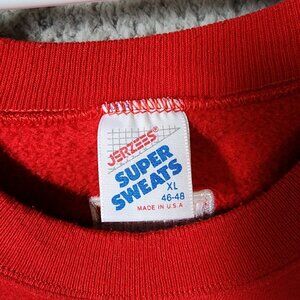 JERZEES®
SUPER
SWEATS
XL
46-48
MADE IN U.S.A